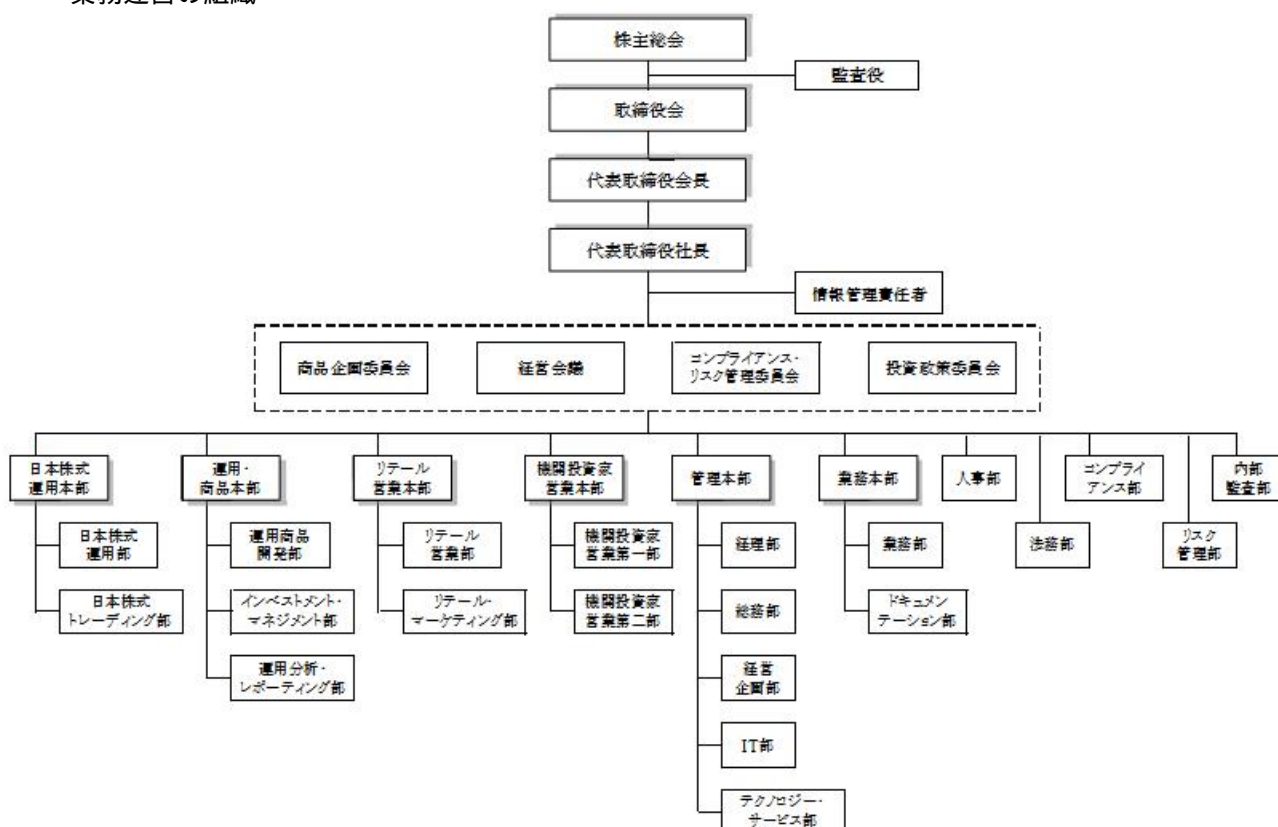 業務運営の組織
株主総会
監査役
取締役会
代表取締役会長
代表取締役社長
情報管理責任者
商品企画委員会
経営会議
コンプライアンス・
リスク管理委員会
投資政策委員会
日本株式
運用本部
運用・
商品本部
リテール
営業本部
機関投資家
営業本部
管理本部
業務本部
人事部
コンプライ
アンス部
内部
監査部
日本株式
運用部
運用商品
開発部
リテール
営業部
機関投資家
営業第一部
経理部
業務部
法務部
リスク
管理部
日本株式
トレーディング部
インベストメント・
マネジメント部
リテール・
マーケティング部
機関投資家
営業第二部
総務部
ドキュメン
テーション部
運用分析・
レポーティング部
経営
企画部
IT部
テクノロジー・
サービス部